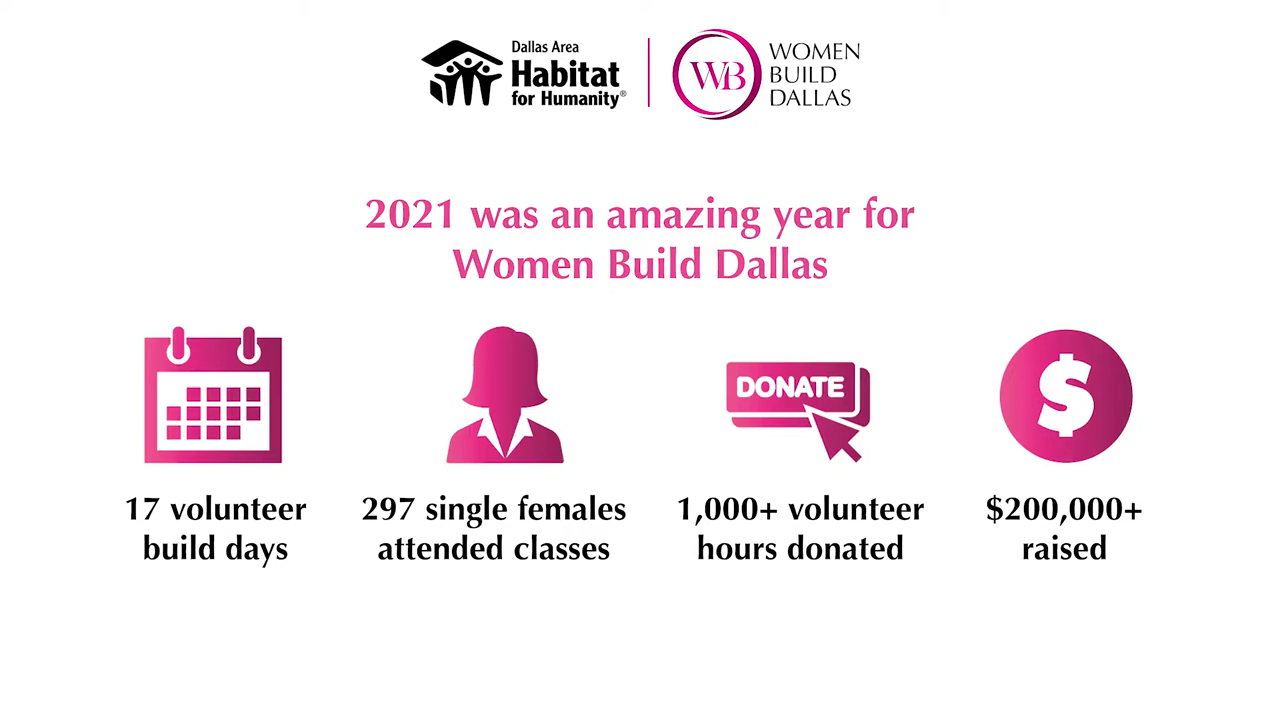 Dallas Area
Habitat
for Humanity®
WB
WOMEN
BUILD
DALLAS
2021 was an amazing year for
Women Build Dallas
DONATE
$
17 volunteer
build days
297 single females
attended classes
1,000+ volunteer
hours donated
$200,000+
raised